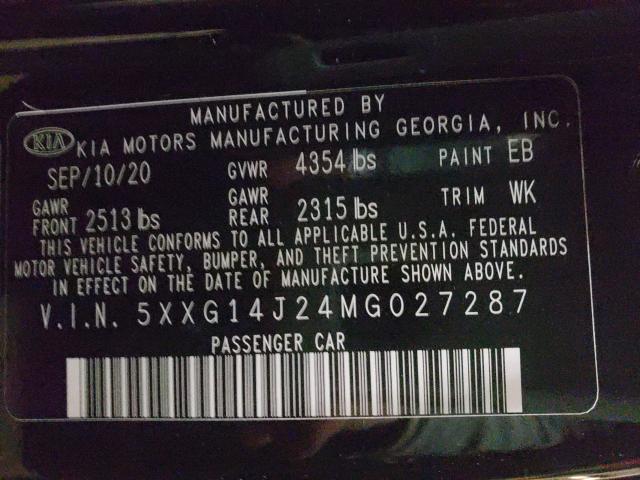 MANUFACTURED BY
KIA KIA MOTORS MANUFACTURING GEORGIA, INC.
SEP/10/20 GVWR 4354 lbs PAINT EB
GAWR FRONT 2513 lbs GAWR REAR 2315 lbs TRIM WK
THIS VEHICLE CONFORMS TO ALL APPLICABLE U.S.A. FEDERAL
MOTOR VEHICLE SAFETY, BUMPER, AND THEFT PREVENTION STANDARDS
IN EFFECT ON THE DATE OF MANUFACTURE SHOWN ABOVE.
V.I.N. 5XXG14J24MG027287
PASSENGER CAR